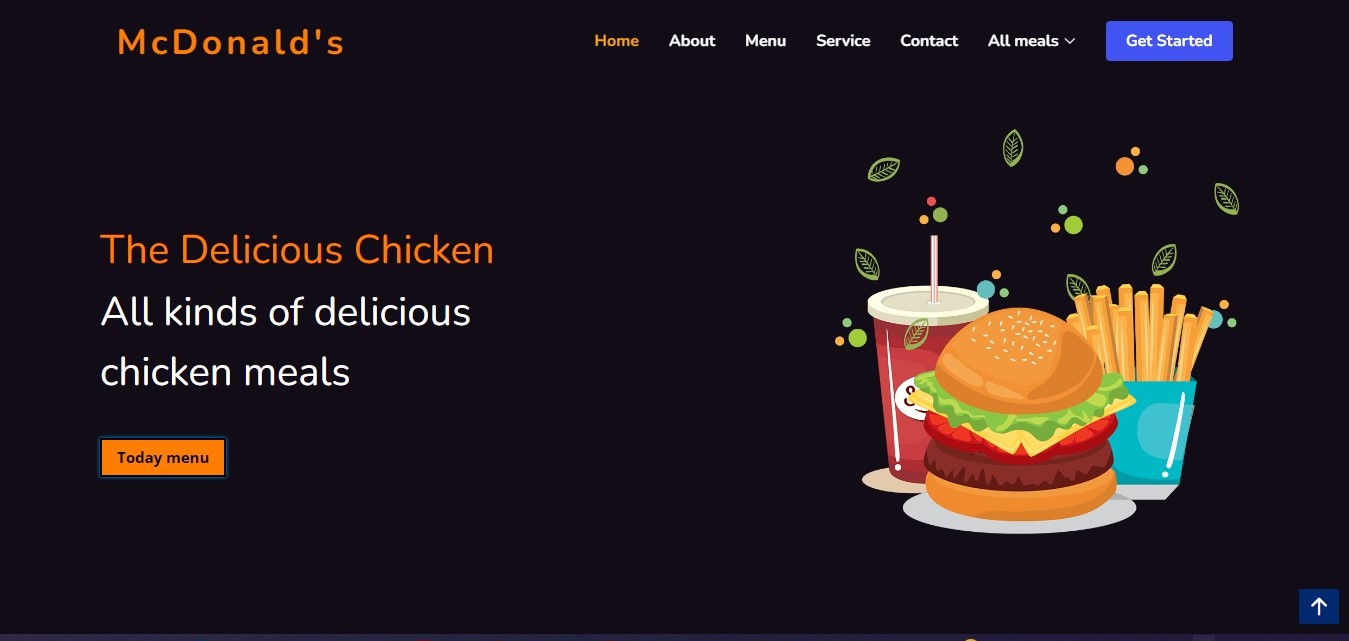 McDonald's
Home About Menu Service Contact All meals Get Started
The Delicious Chicken
All kinds of delicious
chicken meals
Today menu